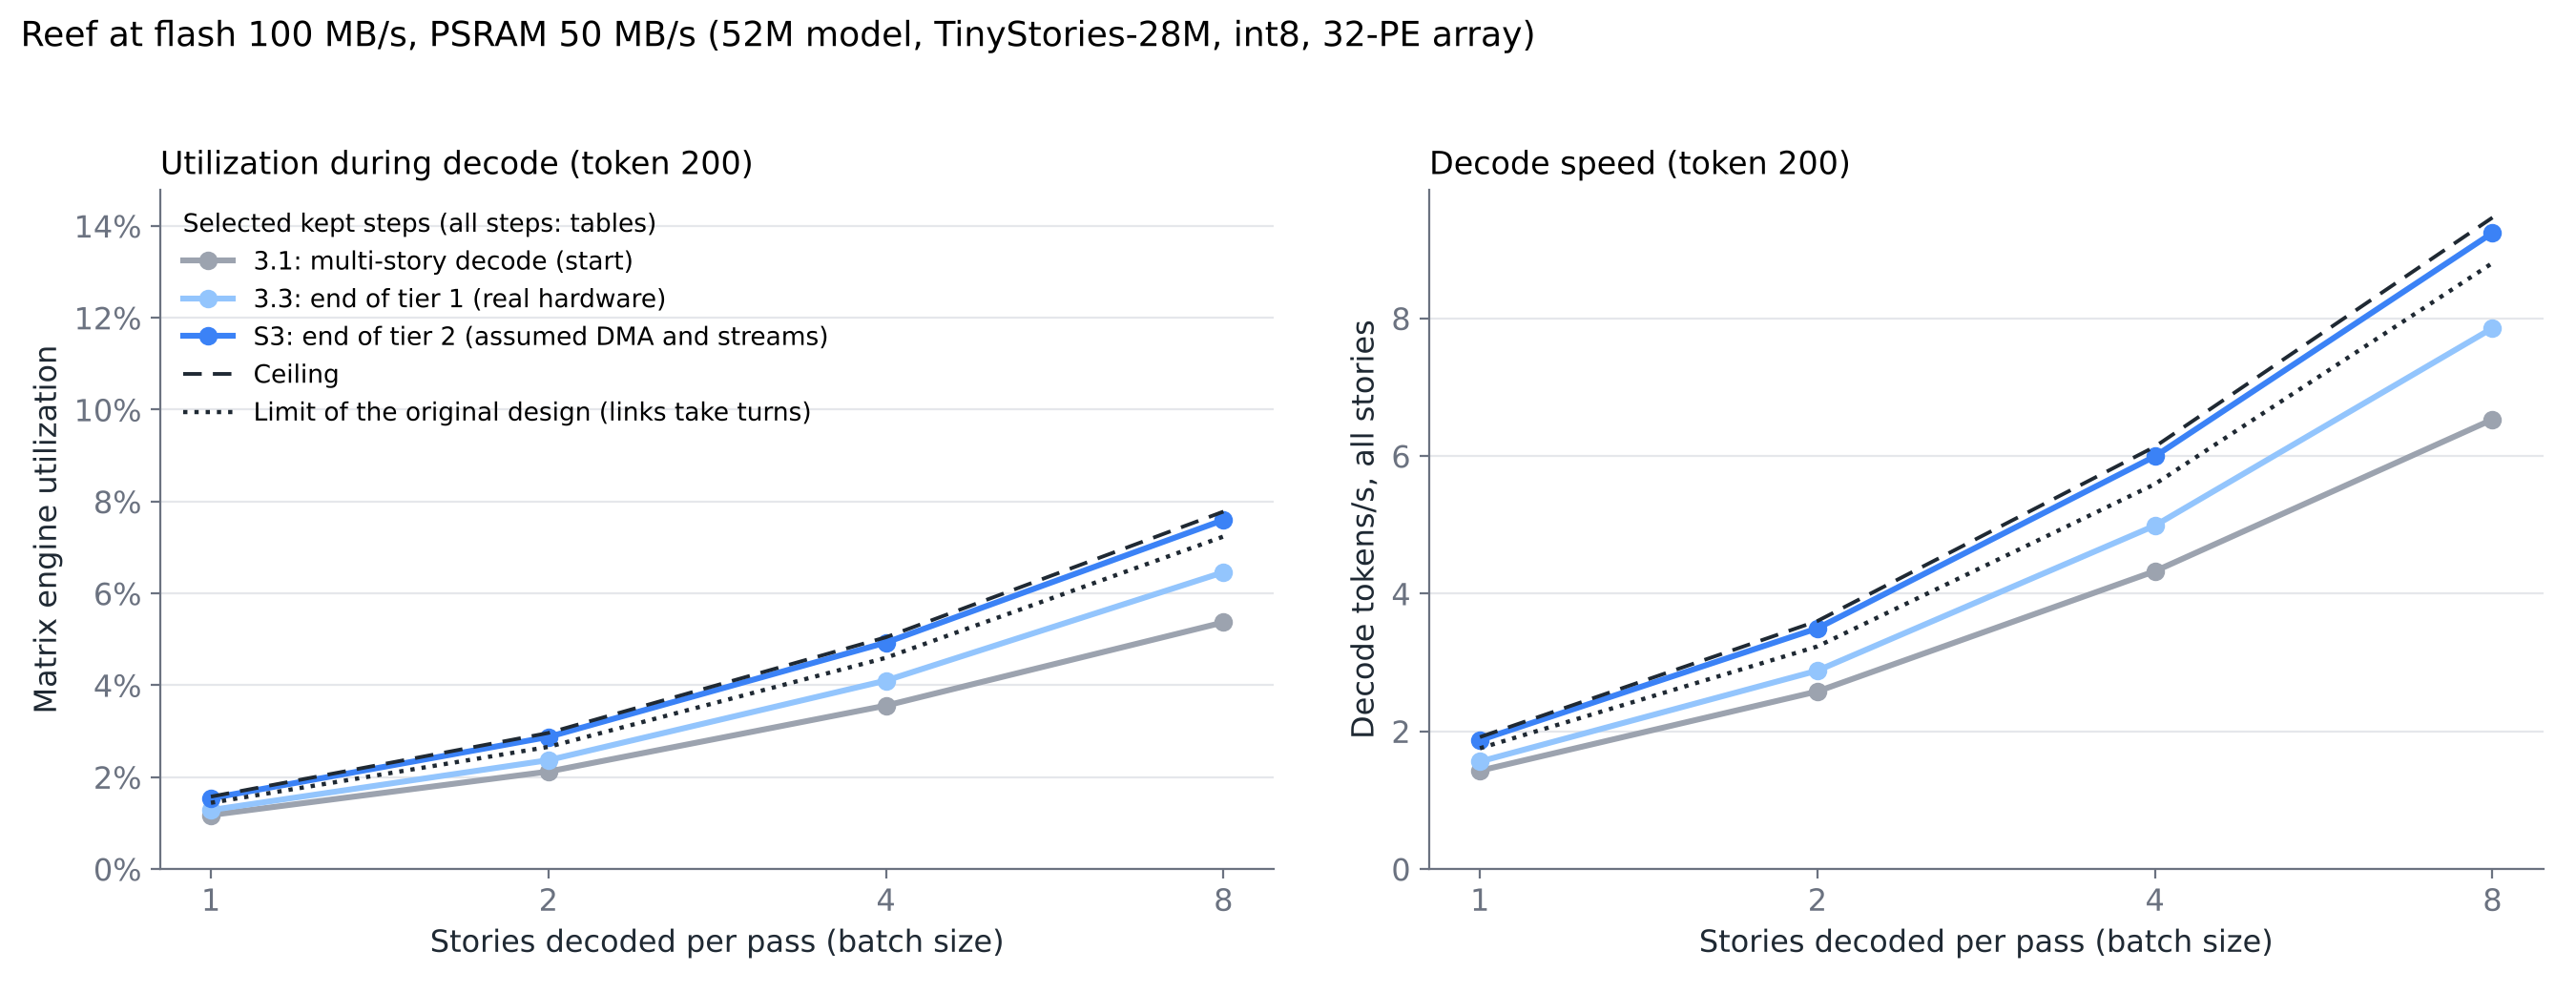 Reef at flash 100 MB/s, PSRAM 50 MB/s (52M model, TinyStories-28M, int8, 32-PE array)
Utilization during decode (token 200)
Matrix engine utilization
14%
12%
10%
8%
6%
4%
2%
0%
Selected kept steps (all steps: tables)
3.1: multi-story decode (start)
3.3: end of tier 1 (real hardware)
S3: end of tier 2 (assumed DMA and streams)
Ceiling
Limit of the original design (links take turns)
1 2 4 8
Stories decoded per pass (batch size)
Decode speed (token 200)
Decode tokens/s, all stories
8
6
4
2
0
1 2 4 8
Stories decoded per pass (batch size)